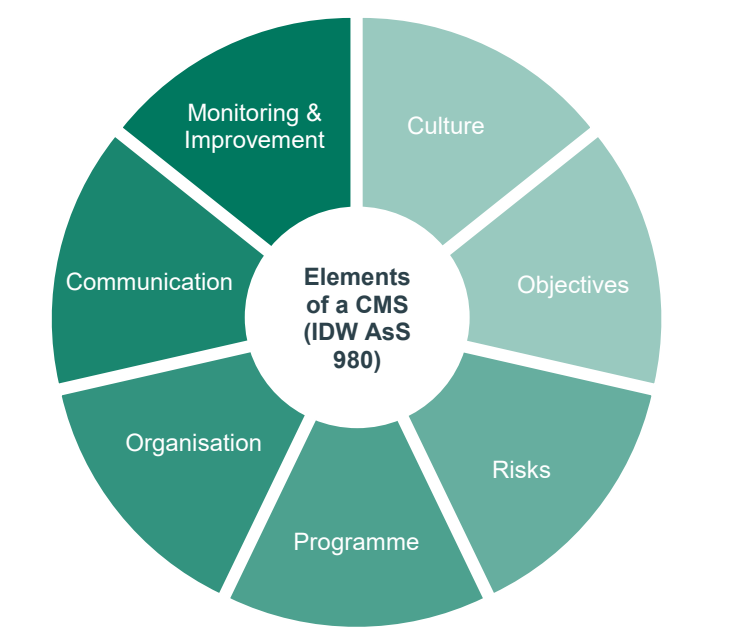 Monitoring &
Improvement
Culture
Communication
Elements
of a CMS
(IDW AsS
980)
Objectives
Organisation
Risks
Programme